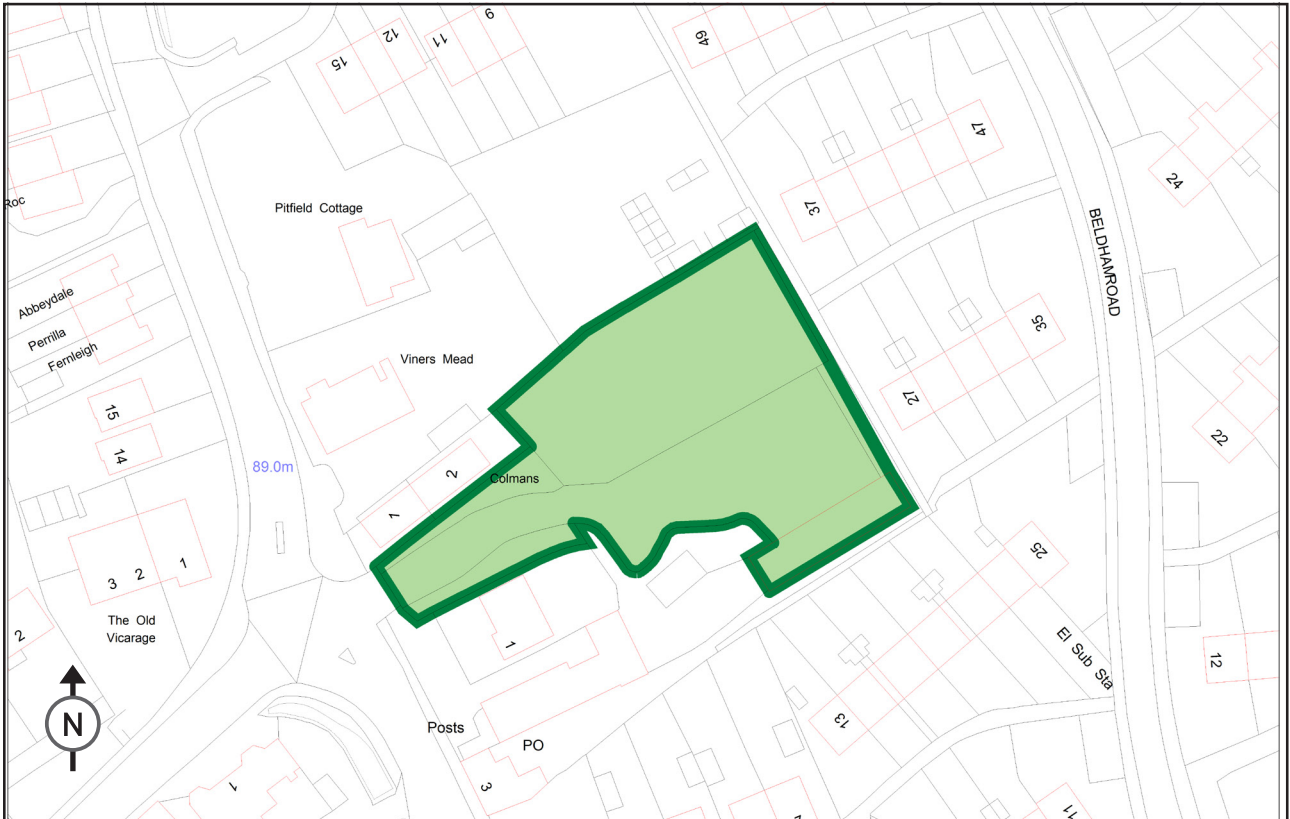 9
12
11
15
49
47
24
Roc
Pitfield Cottage
37
BELDHAMROAD
Abbeydale
Perrilla
Fernleigh
35
Viners Mead
27
15
14
22
89.0m
2
Colmans
1
3
2
1
25
The Old
Vicarage
2
1
El Sub Sta
12
N
Posts
PO
13
3
1
11